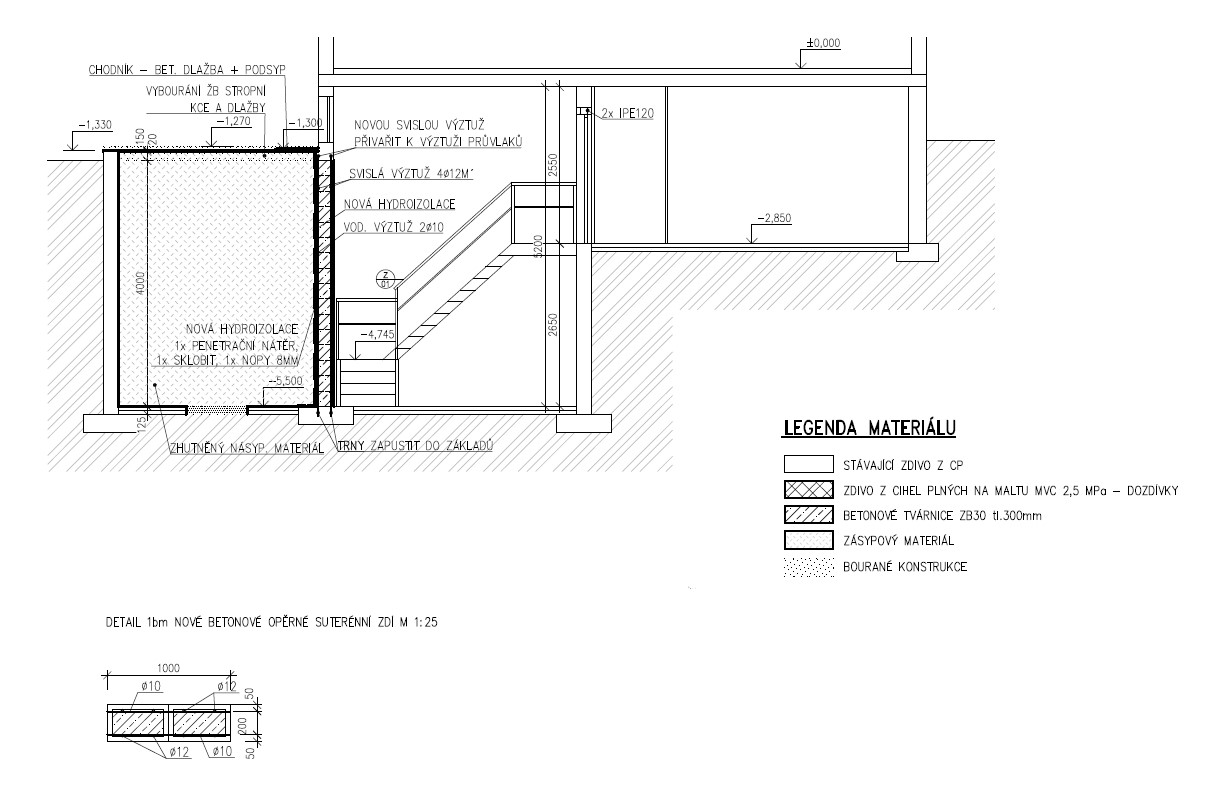 ±0,000
CHODNÍK – BET. DLAŽBA + PODSYP
VYBOURÁNÍ ŽB STROPNÍ
KCE A DLAŽBY
–1,330
–1,270
–1,300
150
20
NOVOU SVISLOU VÝZTUŽ
PŘIVAŘIT K VÝZTUŽI PRŮVLAKŮ
2x IPE120
SVISLÁ VÝZTUŽ 4ø12M´
2550
NOVÁ HYDROIZOLACE
VOD. VÝZTUŽ 2ø10
–2,850
5200
Z
01
4000
2650
NOVÁ HYDROIZOLACE
1x PENETRAČNÍ NÁTĚR,
1x SKLOBIT, 1x NOPY 8MM
–4,745
–5,500
125
ZHUTNĚNÝ NÁSYP. MATERIÁL
TRNY ZAPUSTIT DO ZÁKLADŮ
LEGENDA MATERIÁLU
STÁVAJÍCÍ ZDIVO Z CP
ZDIVO Z CIHEL PLNÝCH NA MALTU MVC 2,5 MPa – DOZDÍVKY
BETONOVÉ TVÁRNICE ZB30 tl.300mm
ZÁSYPOVÝ MATERIÁL
BOURANÉ KONSTRUKCE
DETAIL 1bm NOVÉ BETONOVÉ OPĚRNÉ SUTERÉNNÍ ZDÍ M 1:25
1000
ø10
ø12
50
200
50
ø12
ø10